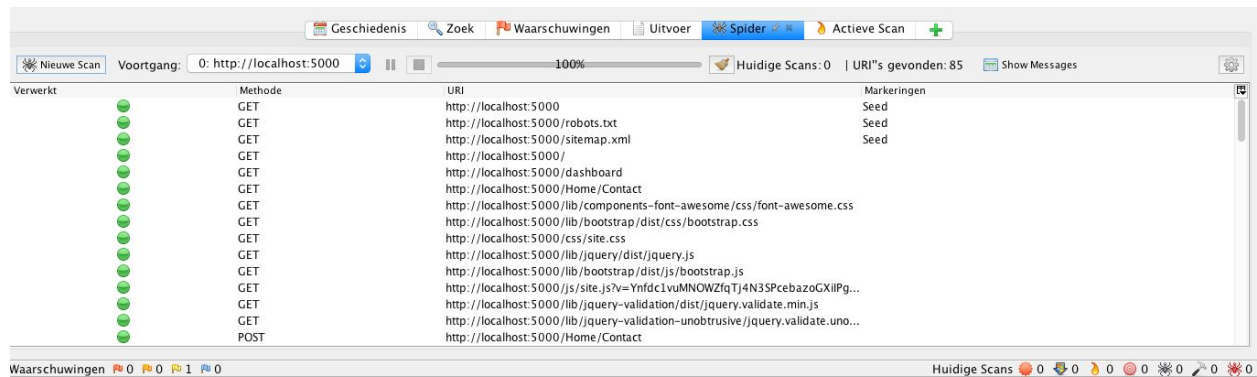 Geschiedenis Zoek Waarschuwingen Uitvoer Spider Actieve Scan
Nieuwe Scan Voortgang: 0: http://localhost:5000 100% Huidige Scans: 0 | URI"s gevonden: 85 Show Messages
Verwerkt Methode URI Markeringen
GET http://localhost:5000 Seed
GET http://localhost:5000/robots.txt Seed
GET http://localhost:5000/sitemap.xml Seed
GET http://localhost:5000/
GET http://localhost:5000/dashboard
GET http://localhost:5000/Home/Contact
GET http://localhost:5000/lib/components-font-awesome/css/font-awesome.css
GET http://localhost:5000/lib/bootstrap/dist/css/bootstrap.css
GET http://localhost:5000/css/site.css
GET http://localhost:5000/lib/jquery/dist/jquery.js
GET http://localhost:5000/lib/bootstrap/dist/js/bootstrap.js
GET http://localhost:5000/js/site.js?v=Ynfdc1vuMNOWZfqTj4N3SPcebazoGXiIPg...
GET http://localhost:5000/lib/jquery-validation/dist/jquery.validate.min.js
GET http://localhost:5000/lib/jquery-validation-unobtrusive/jquery.validate.uno...
POST http://localhost:5000/Home/Contact
Waarschuwingen 0 0 1 0 Huidige Scans 0 0 0 0 0 0 0